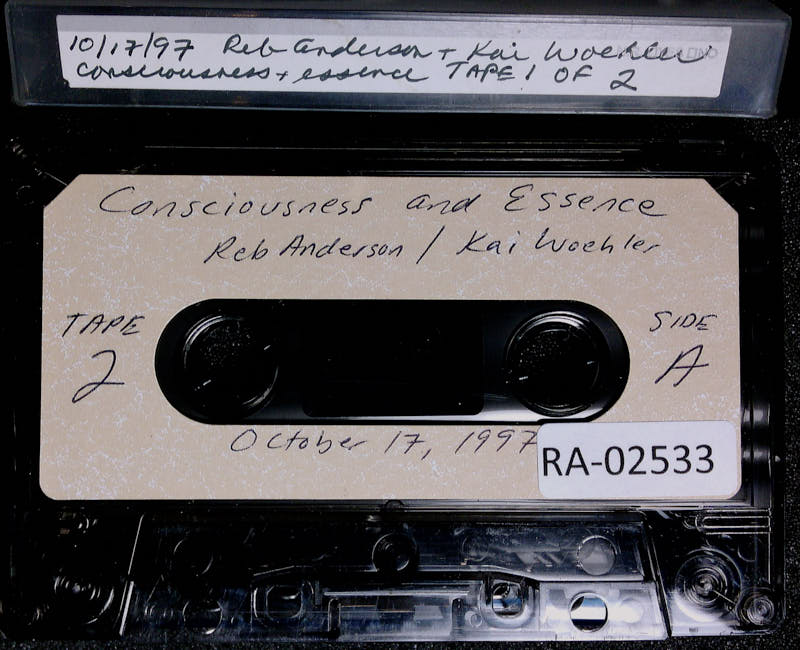 10/17/97 Reb Anderson + Kai Woehler
consciousness + essence TAPE 1 OF 2
Consciousness and Essence
Reb Anderson / Kai Woehler
TAPE
2
SIDE
A
October 17, 1997
RA-02533